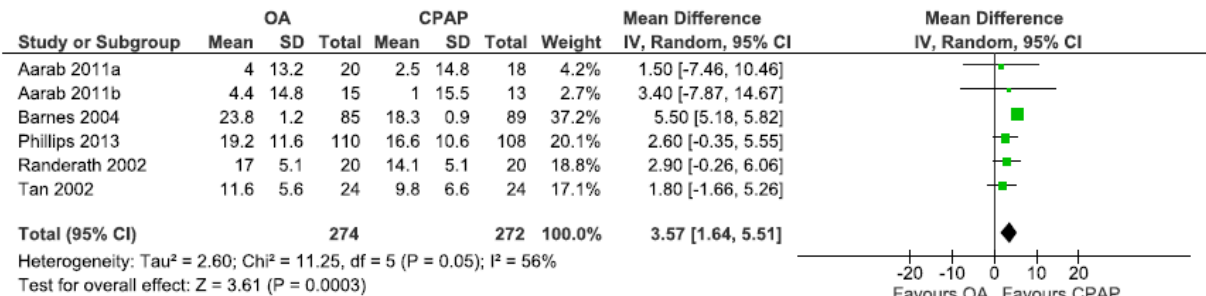 OA CPAP Mean Difference Mean Difference
Study or Subgroup Mean SD Total Mean SD Total Weight IV, Random, 95% CI IV, Random, 95% CI
Aarab 2011a 4 13.2 20 2.5 14.8 18 4.2% 1.50 [-7.46, 10.46]
Aarab 2011b 4.4 14.8 15 1 15.5 13 2.7% 3.40 [-7.87, 14.67]
Barnes 2004 23.8 1.2 85 18.3 0.9 89 37.2% 5.50 [5.18, 5.82]
Phillips 2013 19.2 11.6 110 16.6 10.6 108 20.1% 2.60 [-0.35, 5.55]
Randerath 2002 17 5.1 20 14.1 5.1 20 18.8% 2.90 [-0.26, 6.06]
Tan 2002 11.6 5.6 24 9.8 6.6 24 17.1% 1.80 [-1.66, 5.26]
Total (95% CI) 274 272 100.0% 3.57 [1.64, 5.51]
Heterogeneity: Tau² = 2.60; Chi² = 11.25, df = 5 (P = 0.05); I² = 56%
Test for overall effect: Z = 3.61 (P = 0.0003)
-20 -10 0 10 20
Favours OA Favours CPAP